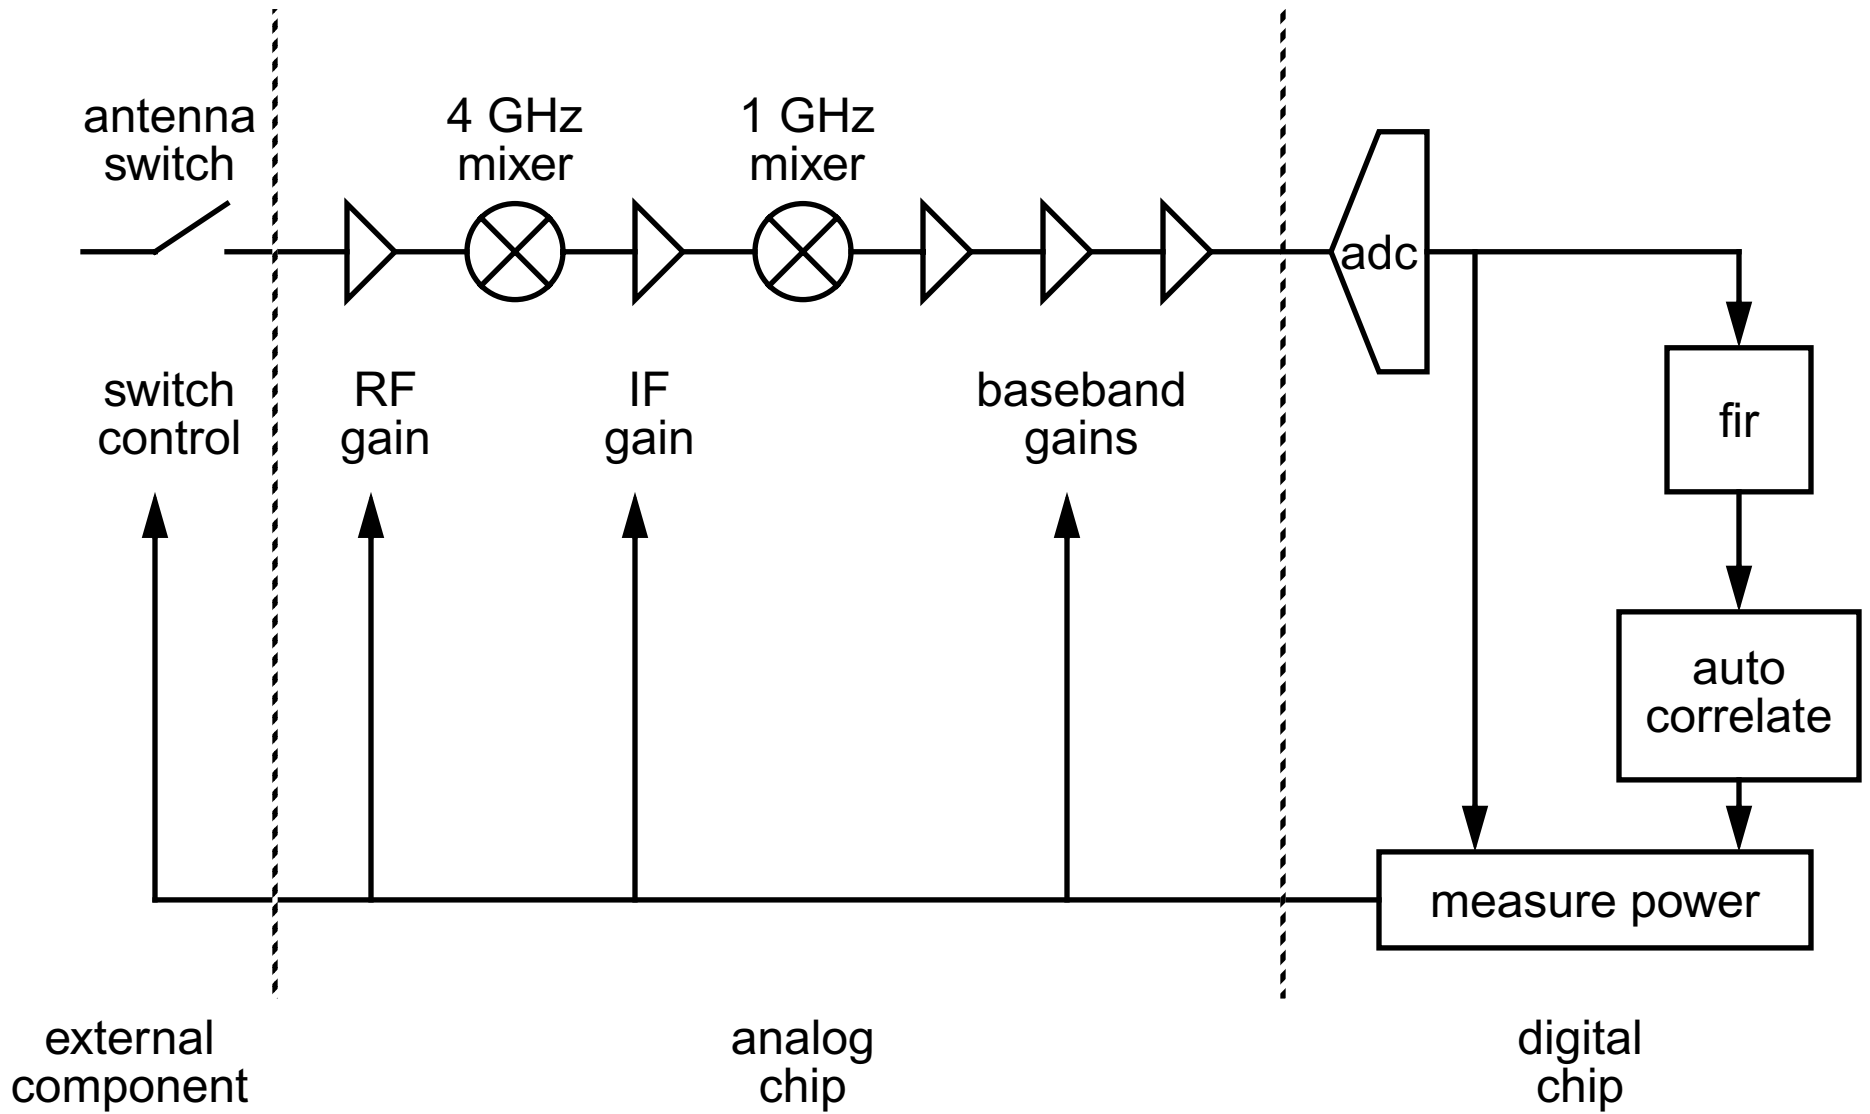 antenna
switch
4 GHz
mixer
1 GHz
mixer
adc
switch
control
RF
gain
IF
gain
baseband
gains
fir
auto
correlate
measure power
external
component
analog
chip
digital
chip